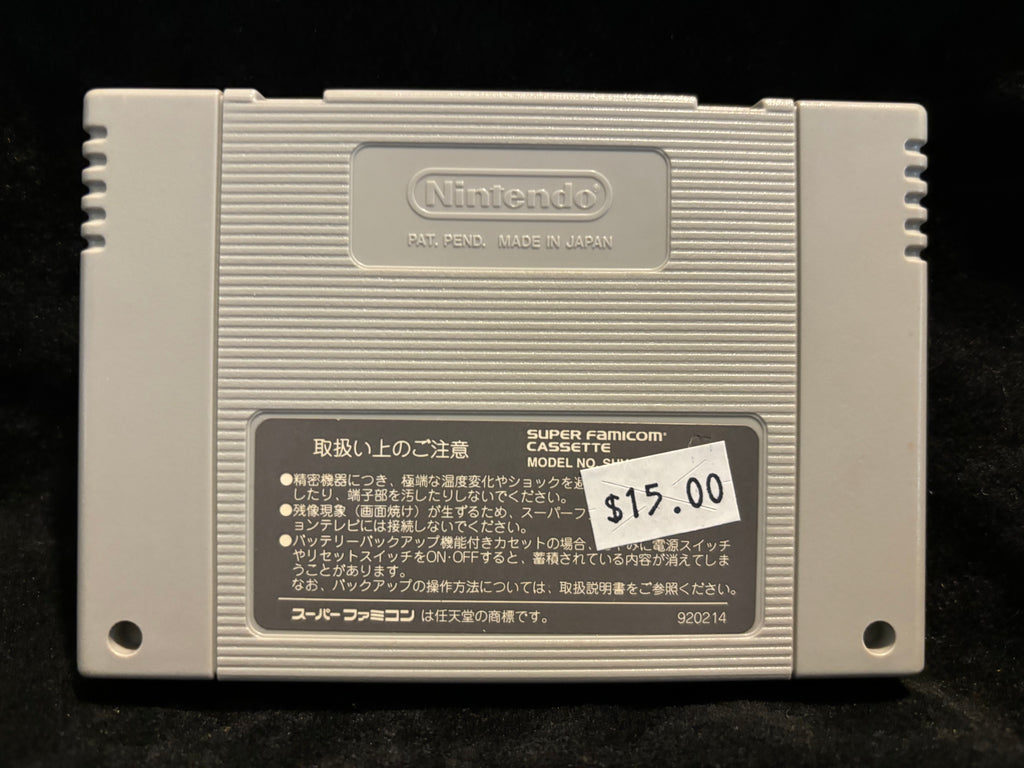 Nintendo®
PAT. PEND. MADE IN JAPAN
取扱い上のご注意
SUPER FAMICOM®
CASSETTE
MODEL NO.
$15.00
●精密機器につき、極端な温度変化やショックを
したり、端子部を汚したりしないでください。
●残像現象（画面焼け）が生ずるため、スーパーフ
ョンテレビには接続しないでください。
●バッテリーバックアップ機能付きカセットの場合、 みに電源スイッチ
やリセットスイッチをON·OFFすると、蓄積されている内容が消えてしま
うことがあります。
なお、バックアップの操作方法については、取扱説明書をご参照ください。
スーパーファミコン は任天堂の商標です。
920214